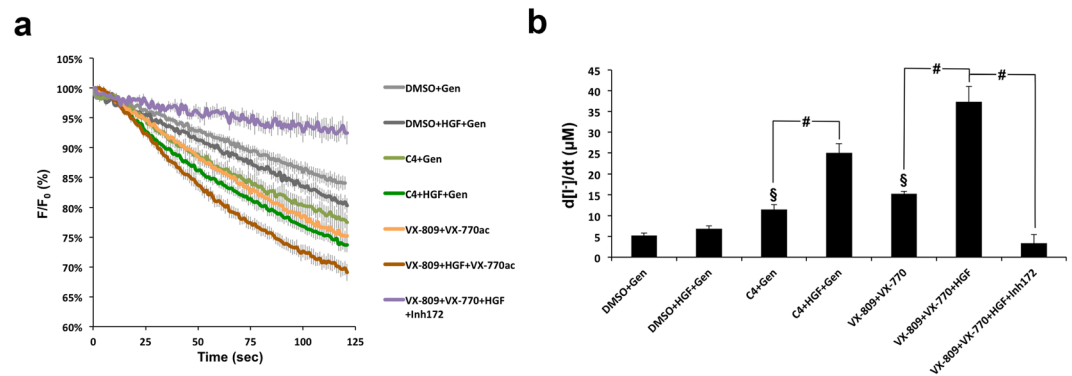 a
105%
100%
95%
90%
85%
80%
75%
70%
65%
60%
F/F0 (%)
0 25 50 75 100 125
Time (sec)
DMSO+Gen
DMSO+HGF+Gen
C4+Gen
C4+HGF+Gen
VX-809+VX-770ac
VX-809+HGF+VX-770ac
VX-809+VX-770+HGF
+Inh172
b
45
40
35
30
25
20
15
10
5
0
d[I-]/dt (µM)
#
#
#
§
§
DMSO+Gen
DMSO+HGF+Gen
C4+Gen
C4+HGF+Gen
VX-809+VX-770
VX-809+VX-770+HGF
VX-809+VX-770+HGF+Inh172